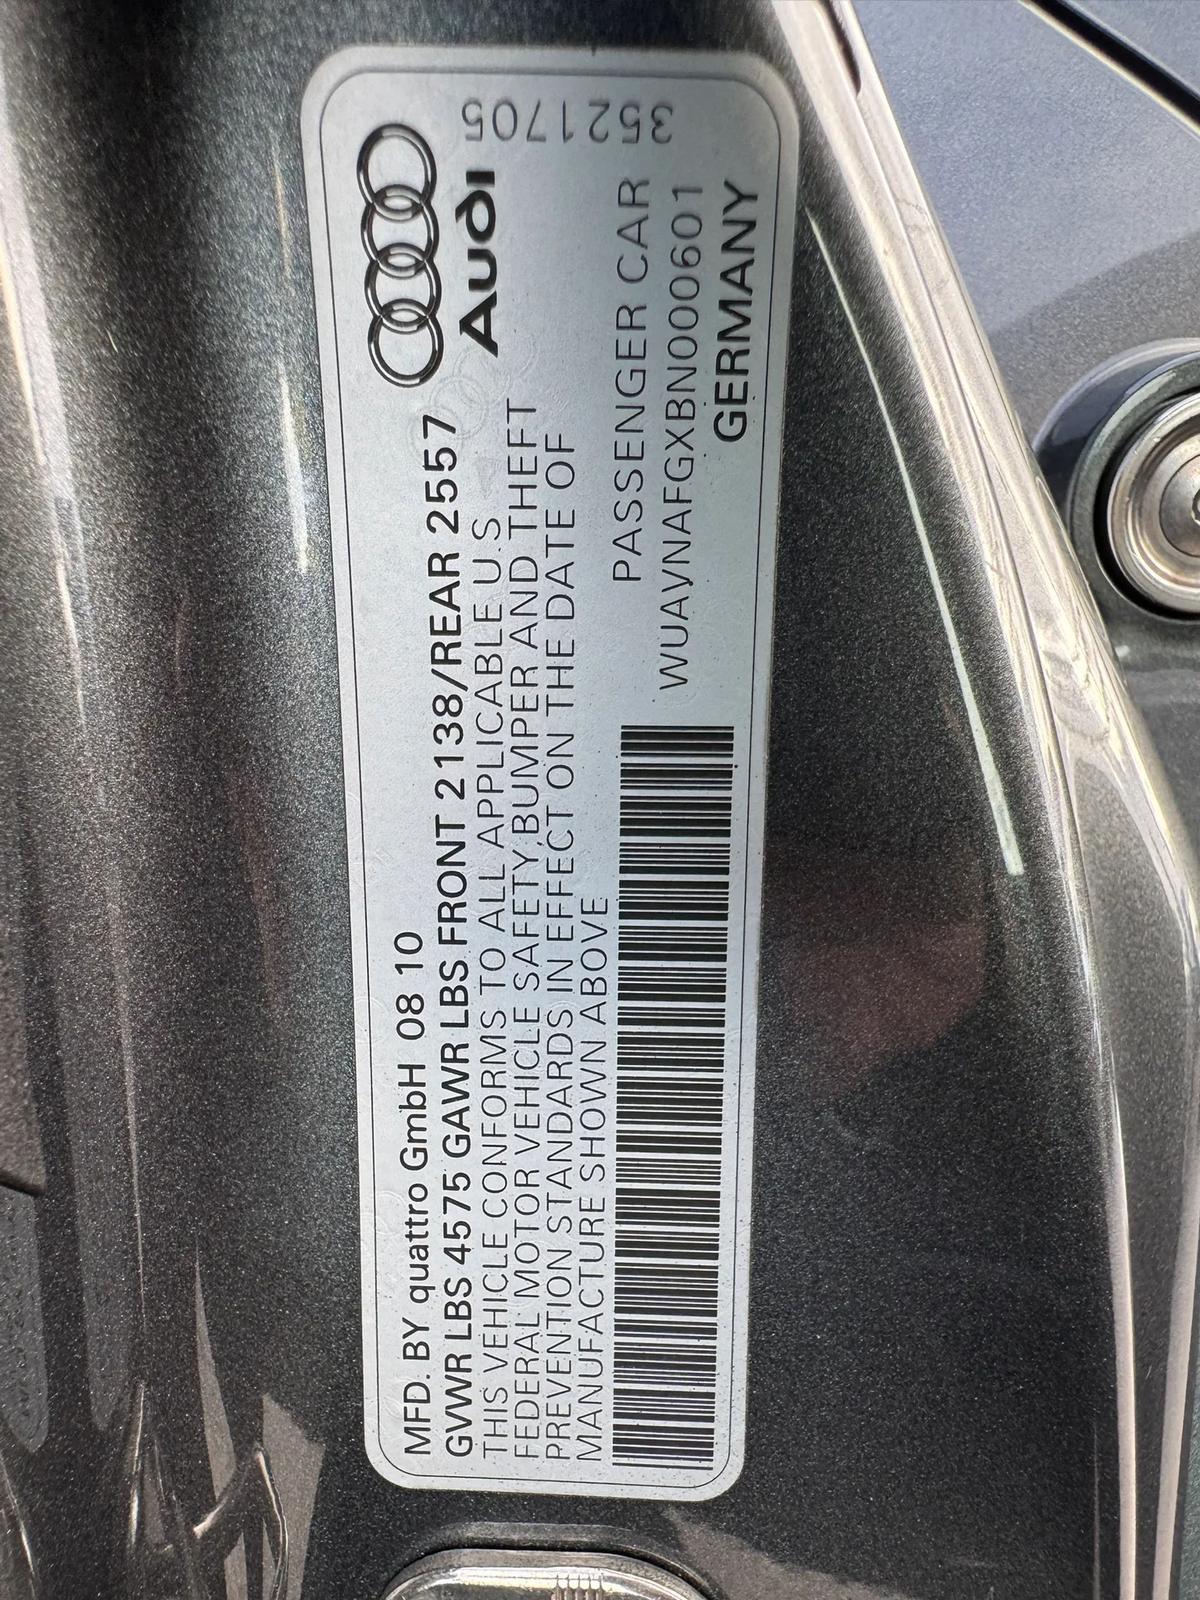 MFD. BY quattro GmbH 08 10
GVWR LBS 4575 GAWR LBS FRONT 2138/REAR 2557
THIS VEHICLE CONFORMS TO ALL APPLICABLE U.S
FEDERAL MOTOR VEHICLE SAFETY,BUMPER AND THEFT
PREVENTION STANDARDS IN EFFECT ON THE DATE OF
MANUFACTURE SHOWN ABOVE
Audi
3521705
PASSENGER CAR
WUAVNAFGXBN000601
GERMANY